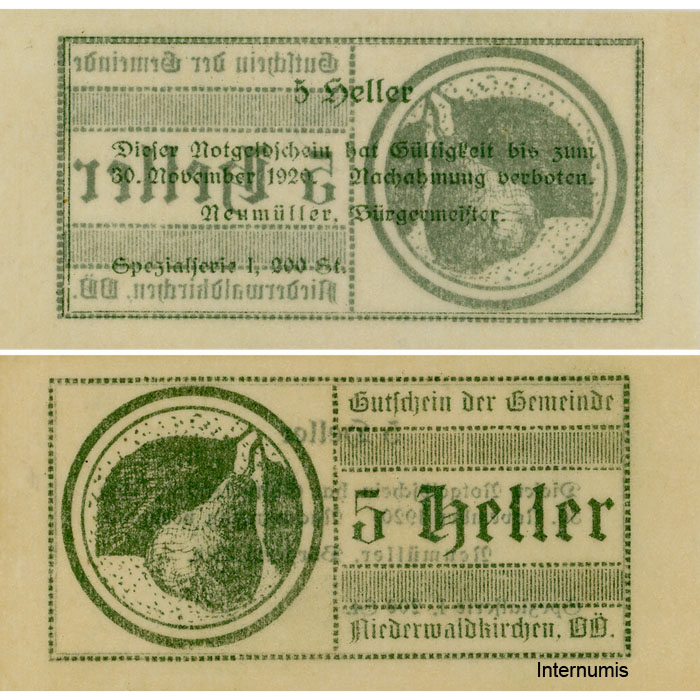 5 Heller
Dieser Notgeldschein hat Gültigkeit bis zum
30. November 1920. Nachahmung verboten.
Neumüller, Bürgermeister.
Spezialserie I, 200 St.
Gutschein der Gemeinde
5 Heller
Niederwaldkirchen, OÖ.
Internumis